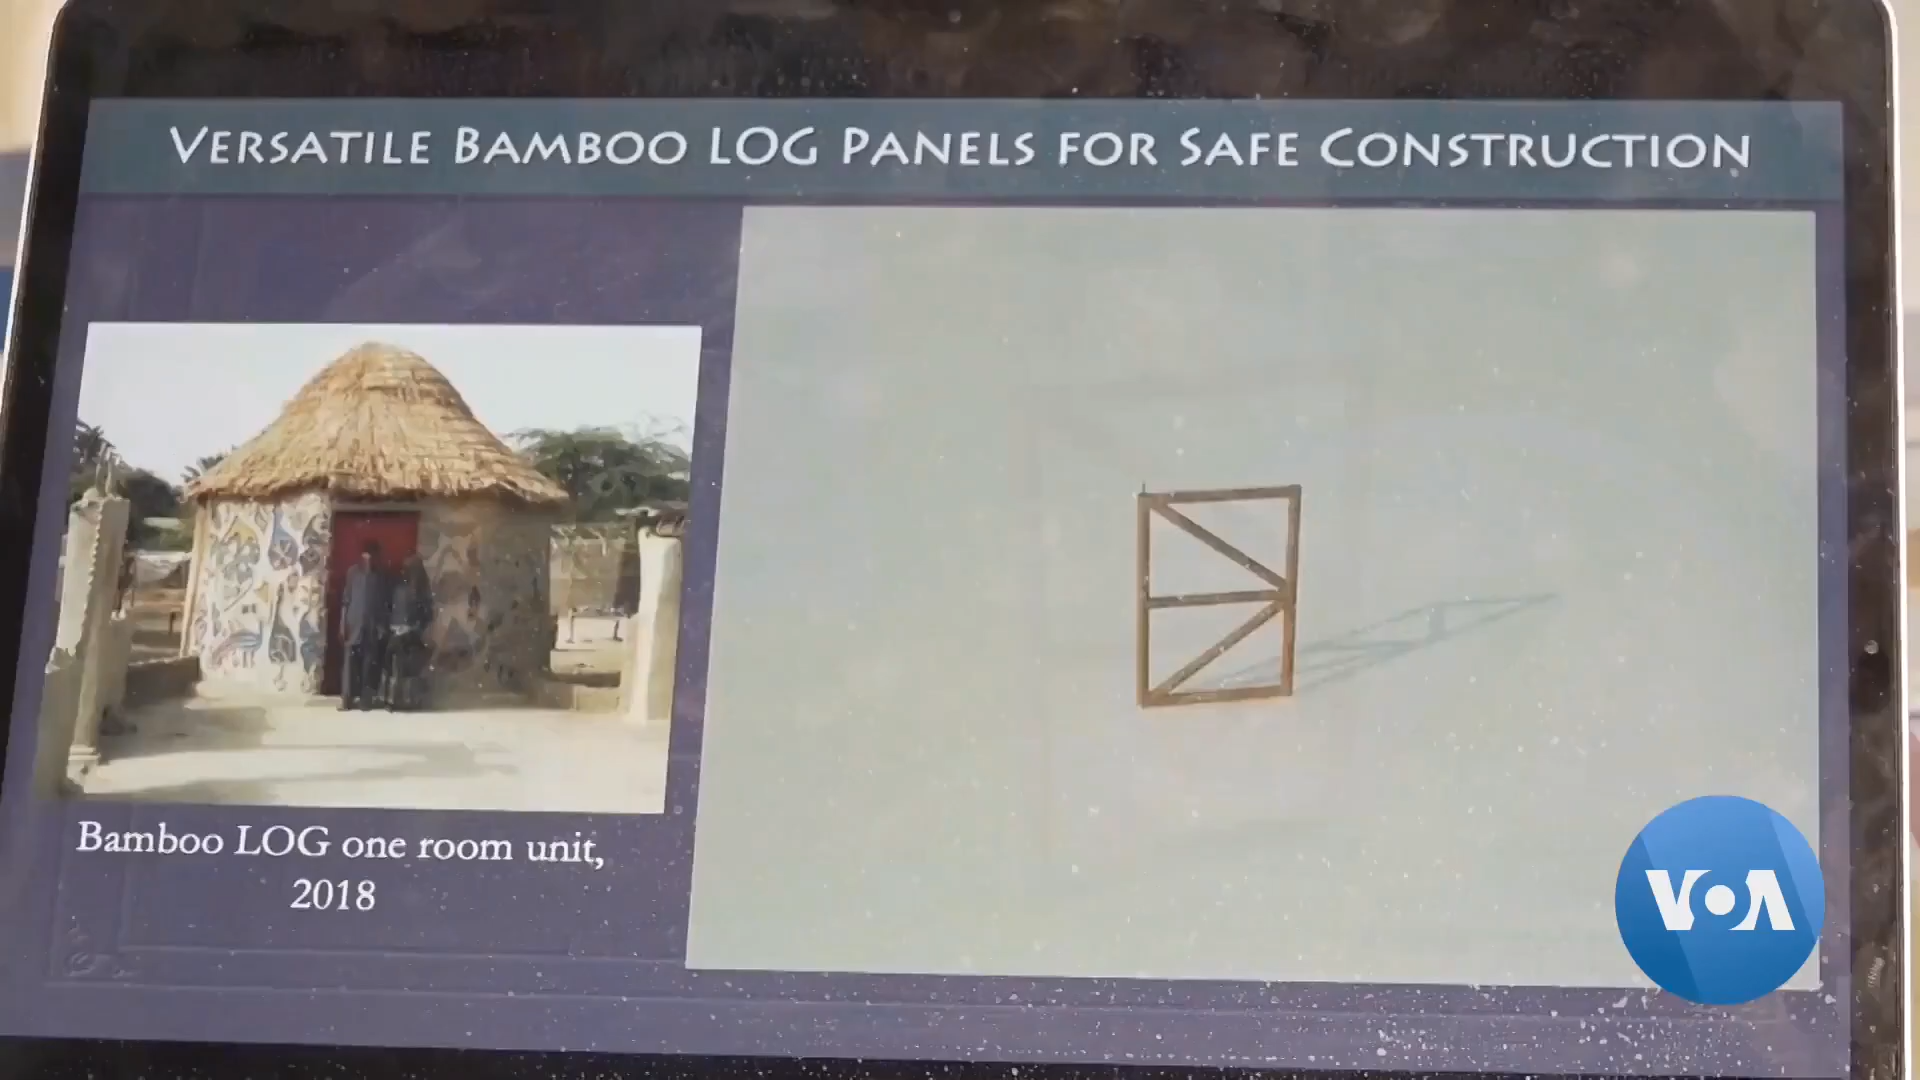 VERSATILE BAMBOO LOG PANELS FOR SAFE CONSTRUCTION
Bamboo LOG one room unit,
2018
VOA